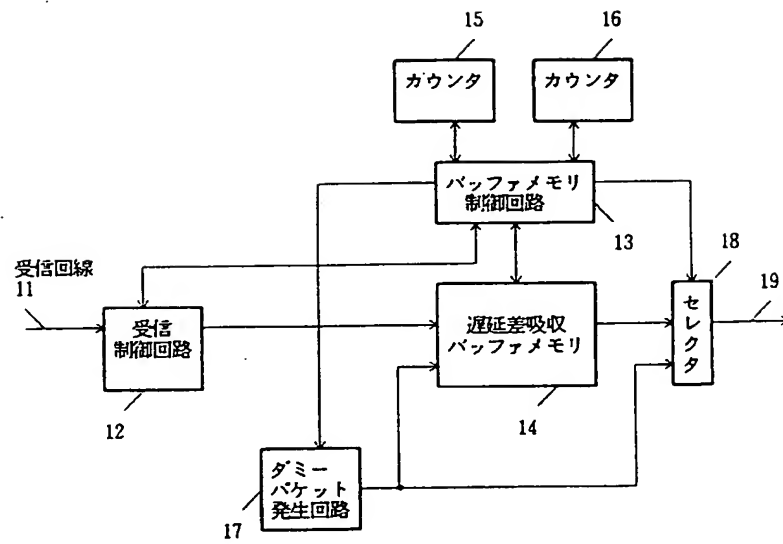 15
16
カウンタ
カウンタ
バッファメモリ
制御回路
13
18
19
受信回線
11
受信
制御回路
遅延差吸収
バッファメモリ
セレクタ
12
14
ダミー
パケット
発生回路
17